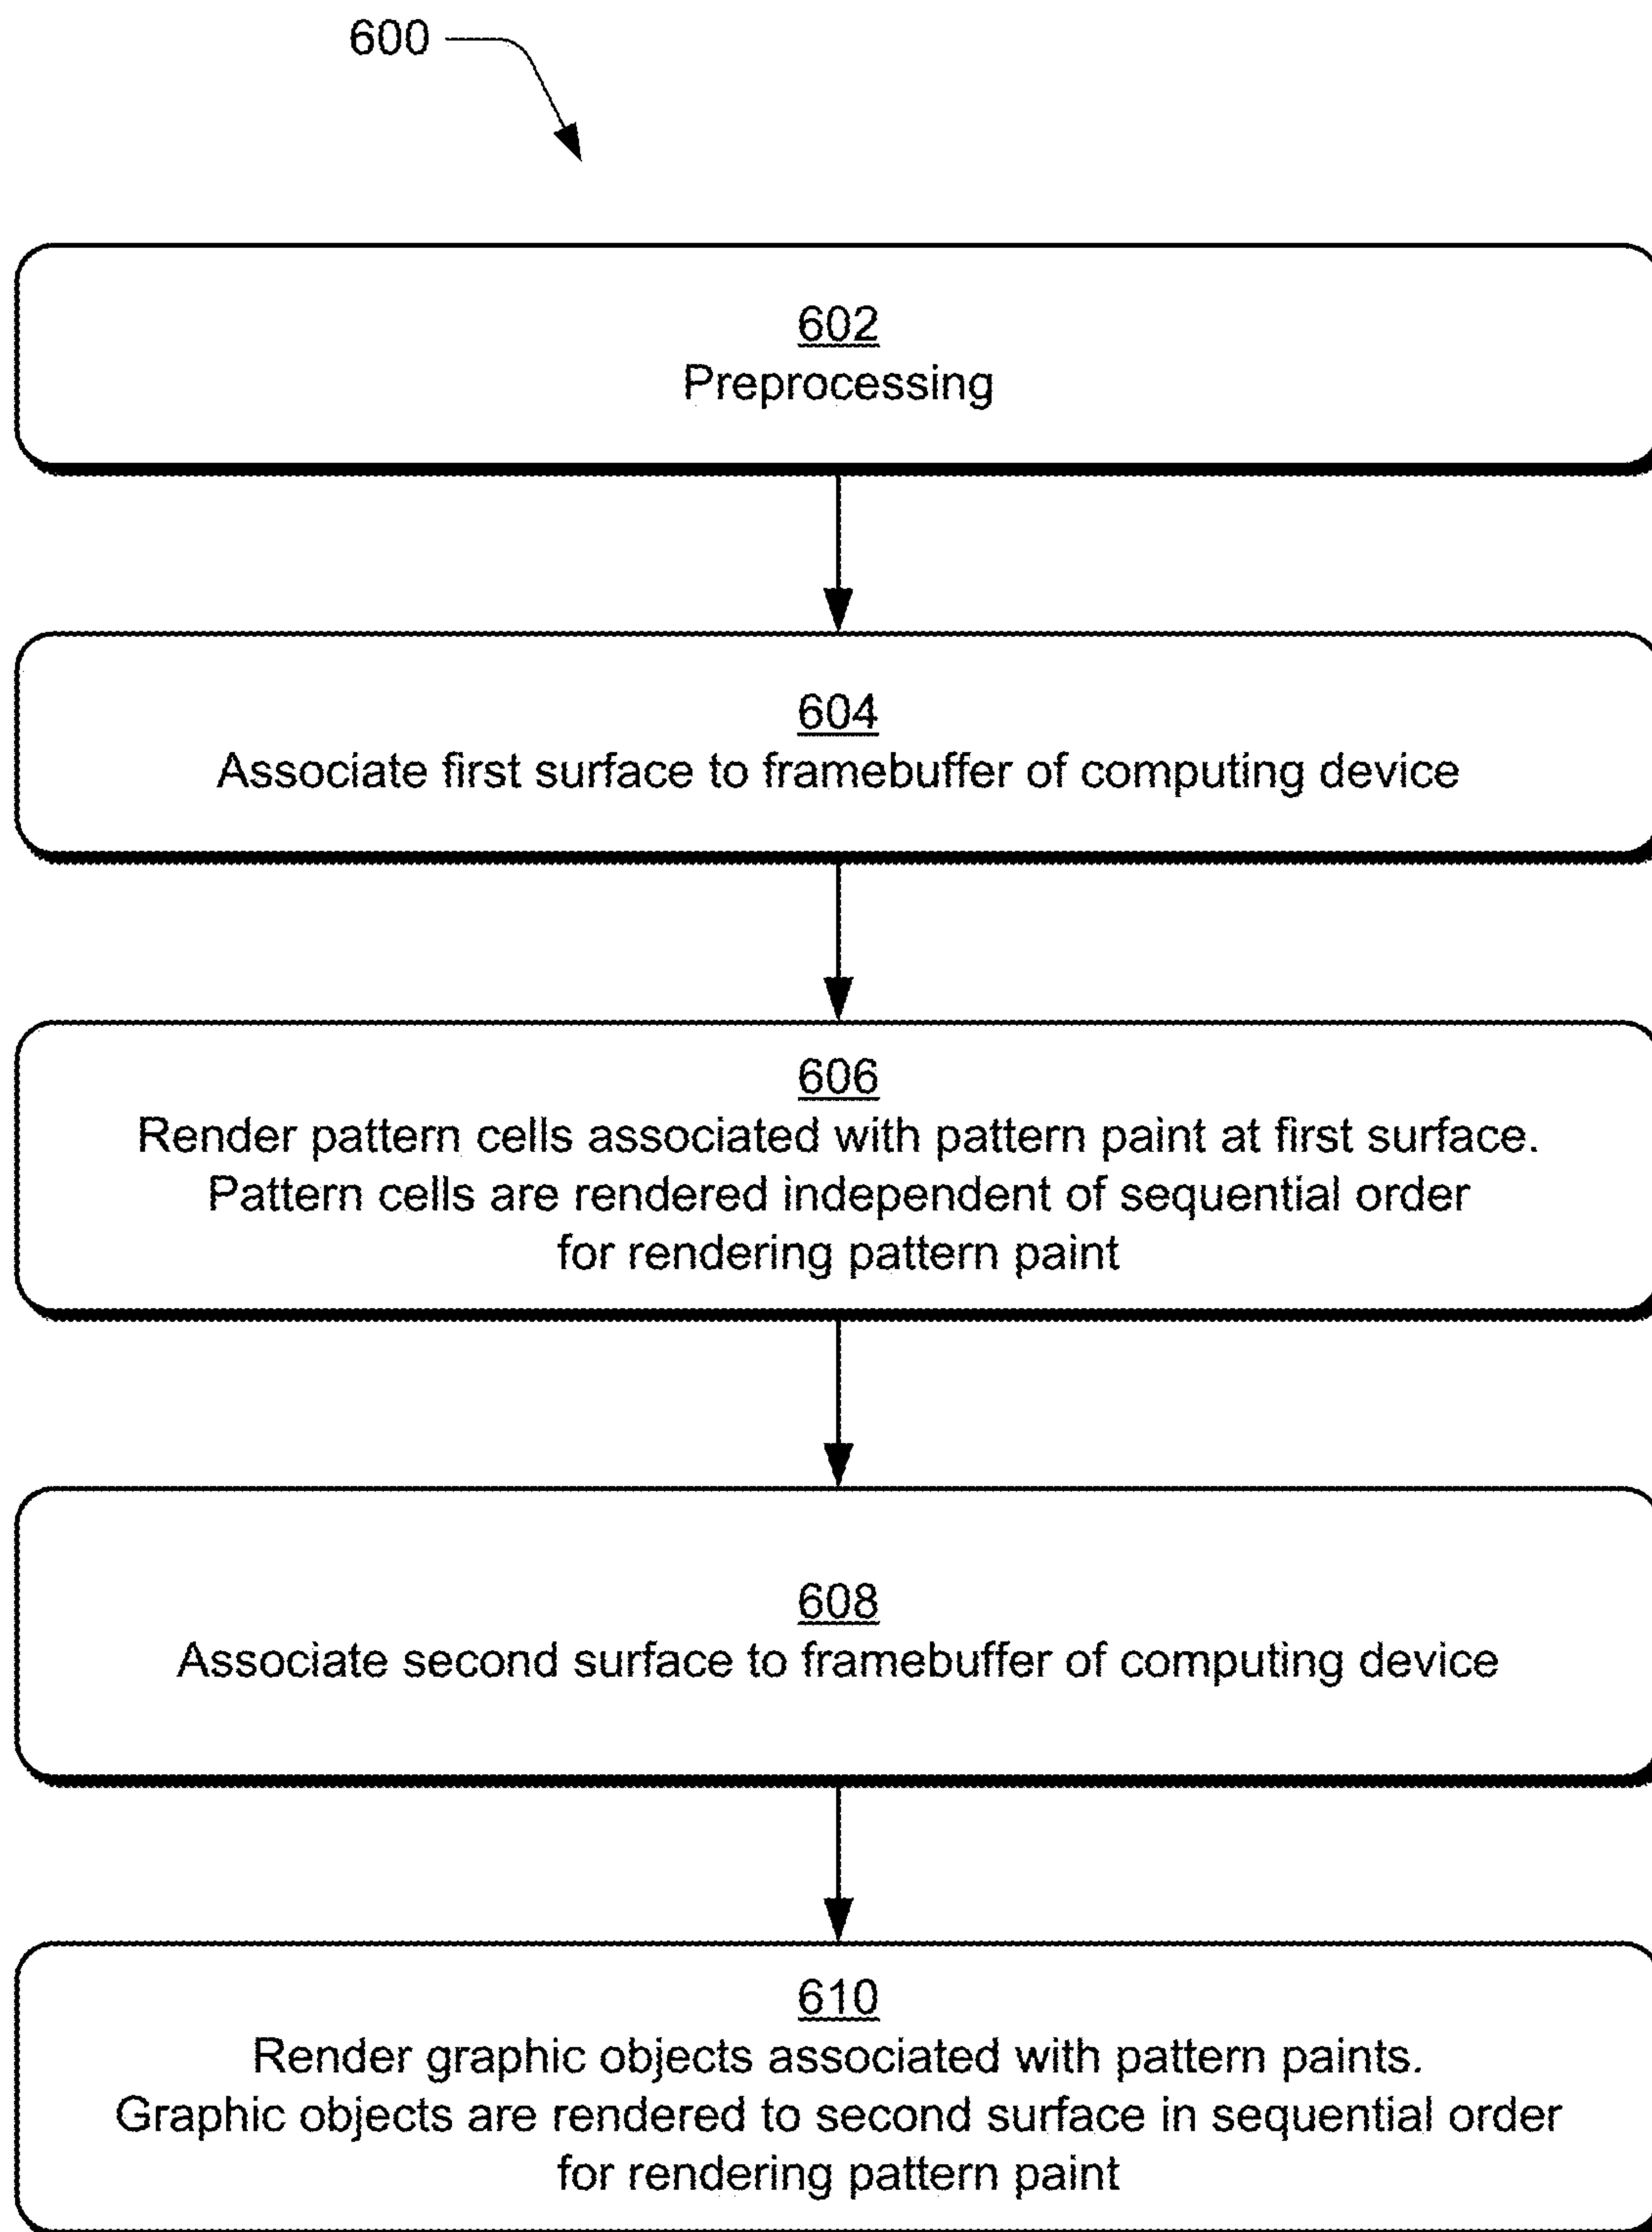 600
602
Preprocessing
604
Associate first surface to framebuffer of computing device
606
Render pattern cells associated with pattern paint at first surface.
Pattern cells are rendered independent of sequential order
for rendering pattern paint
608
Associate second surface to framebuffer of computing device
610
Render graphic objects associated with pattern paints.
Graphic objects are rendered to second surface in sequential order
for rendering pattern paint